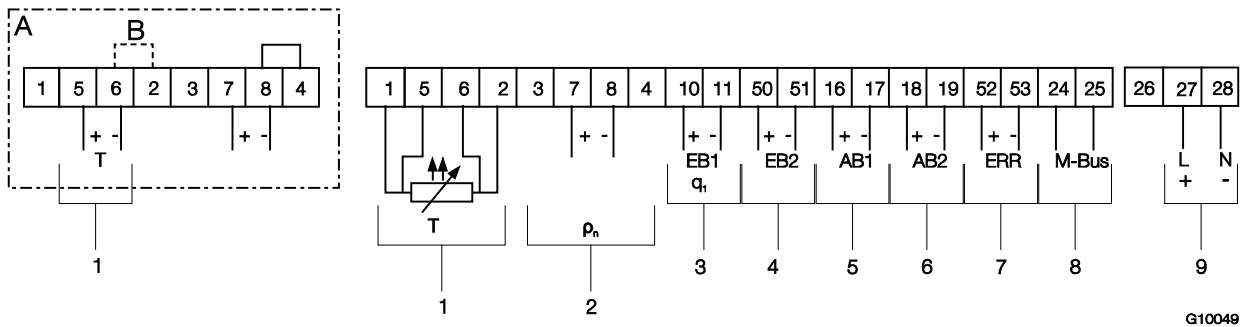 A
B
1 5 6 2 3 7 8 4
+ - + -
T
1
1 5 6 2 3 7 8 4 10 11 50 51 16 17 18 19 52 53 24 25 26 27 28
+ - + - + - + - + - + -
EB1 EB2 AB1 AB2 ERR M-Bus L N
q₁ + -
T ρₙ
3 4 5 6 7 8 9
1 2
G10049